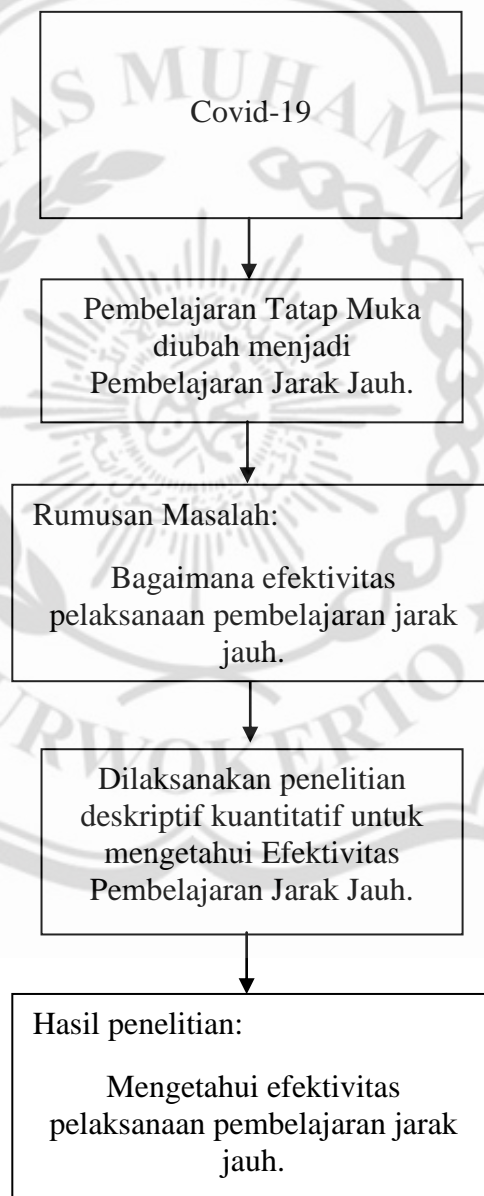 Covid-19
Pembelajaran Tatap Muka
diubah menjadi
Pembelajaran Jarak Jauh.
Rumusan Masalah:
Bagaimana efektivitas
pelaksanaan pembelajaran jarak
jauh.
Dilaksanakan penelitian
deskriptif kuantitatif untuk
mengetahui Efektivitas
Pembelajaran Jarak Jauh.
Hasil penelitian:
Mengetahui efektivitas
pelaksanaan pembelajaran jarak
jauh.